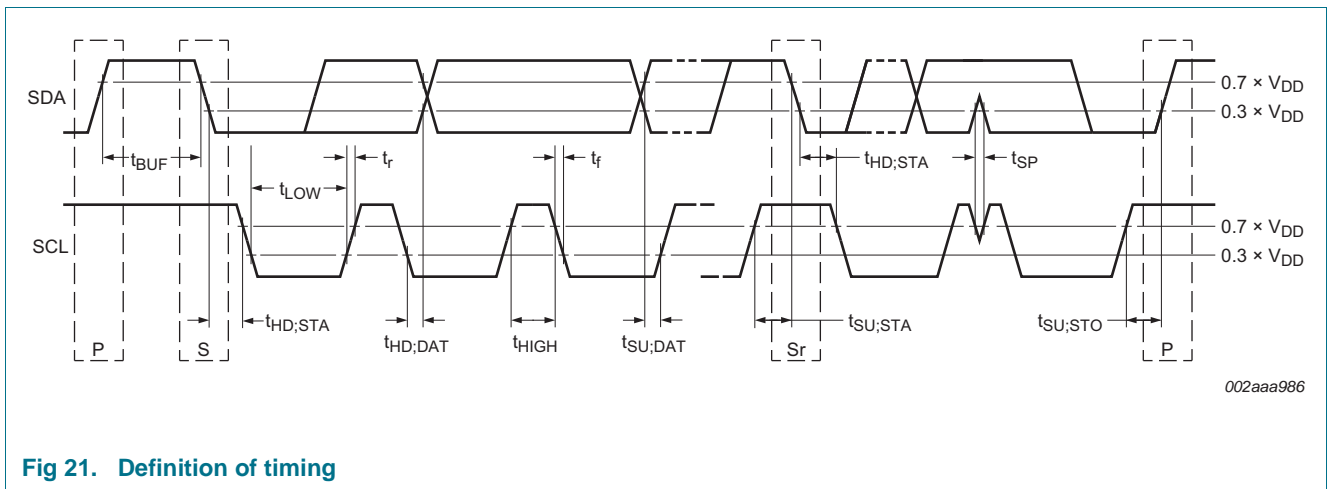 SDA
0.7 × VDD
0.3 × VDD
tBUF
tr
tf
tHD;STA
tSP
tLOW
SCL
0.7 × VDD
0.3 × VDD
tHD;STA
tHD;DAT
tHIGH
tSU;DAT
tSU;STA
tSU;STO
P
S
Sr
P
002aaa986
Fig 21. Definition of timing